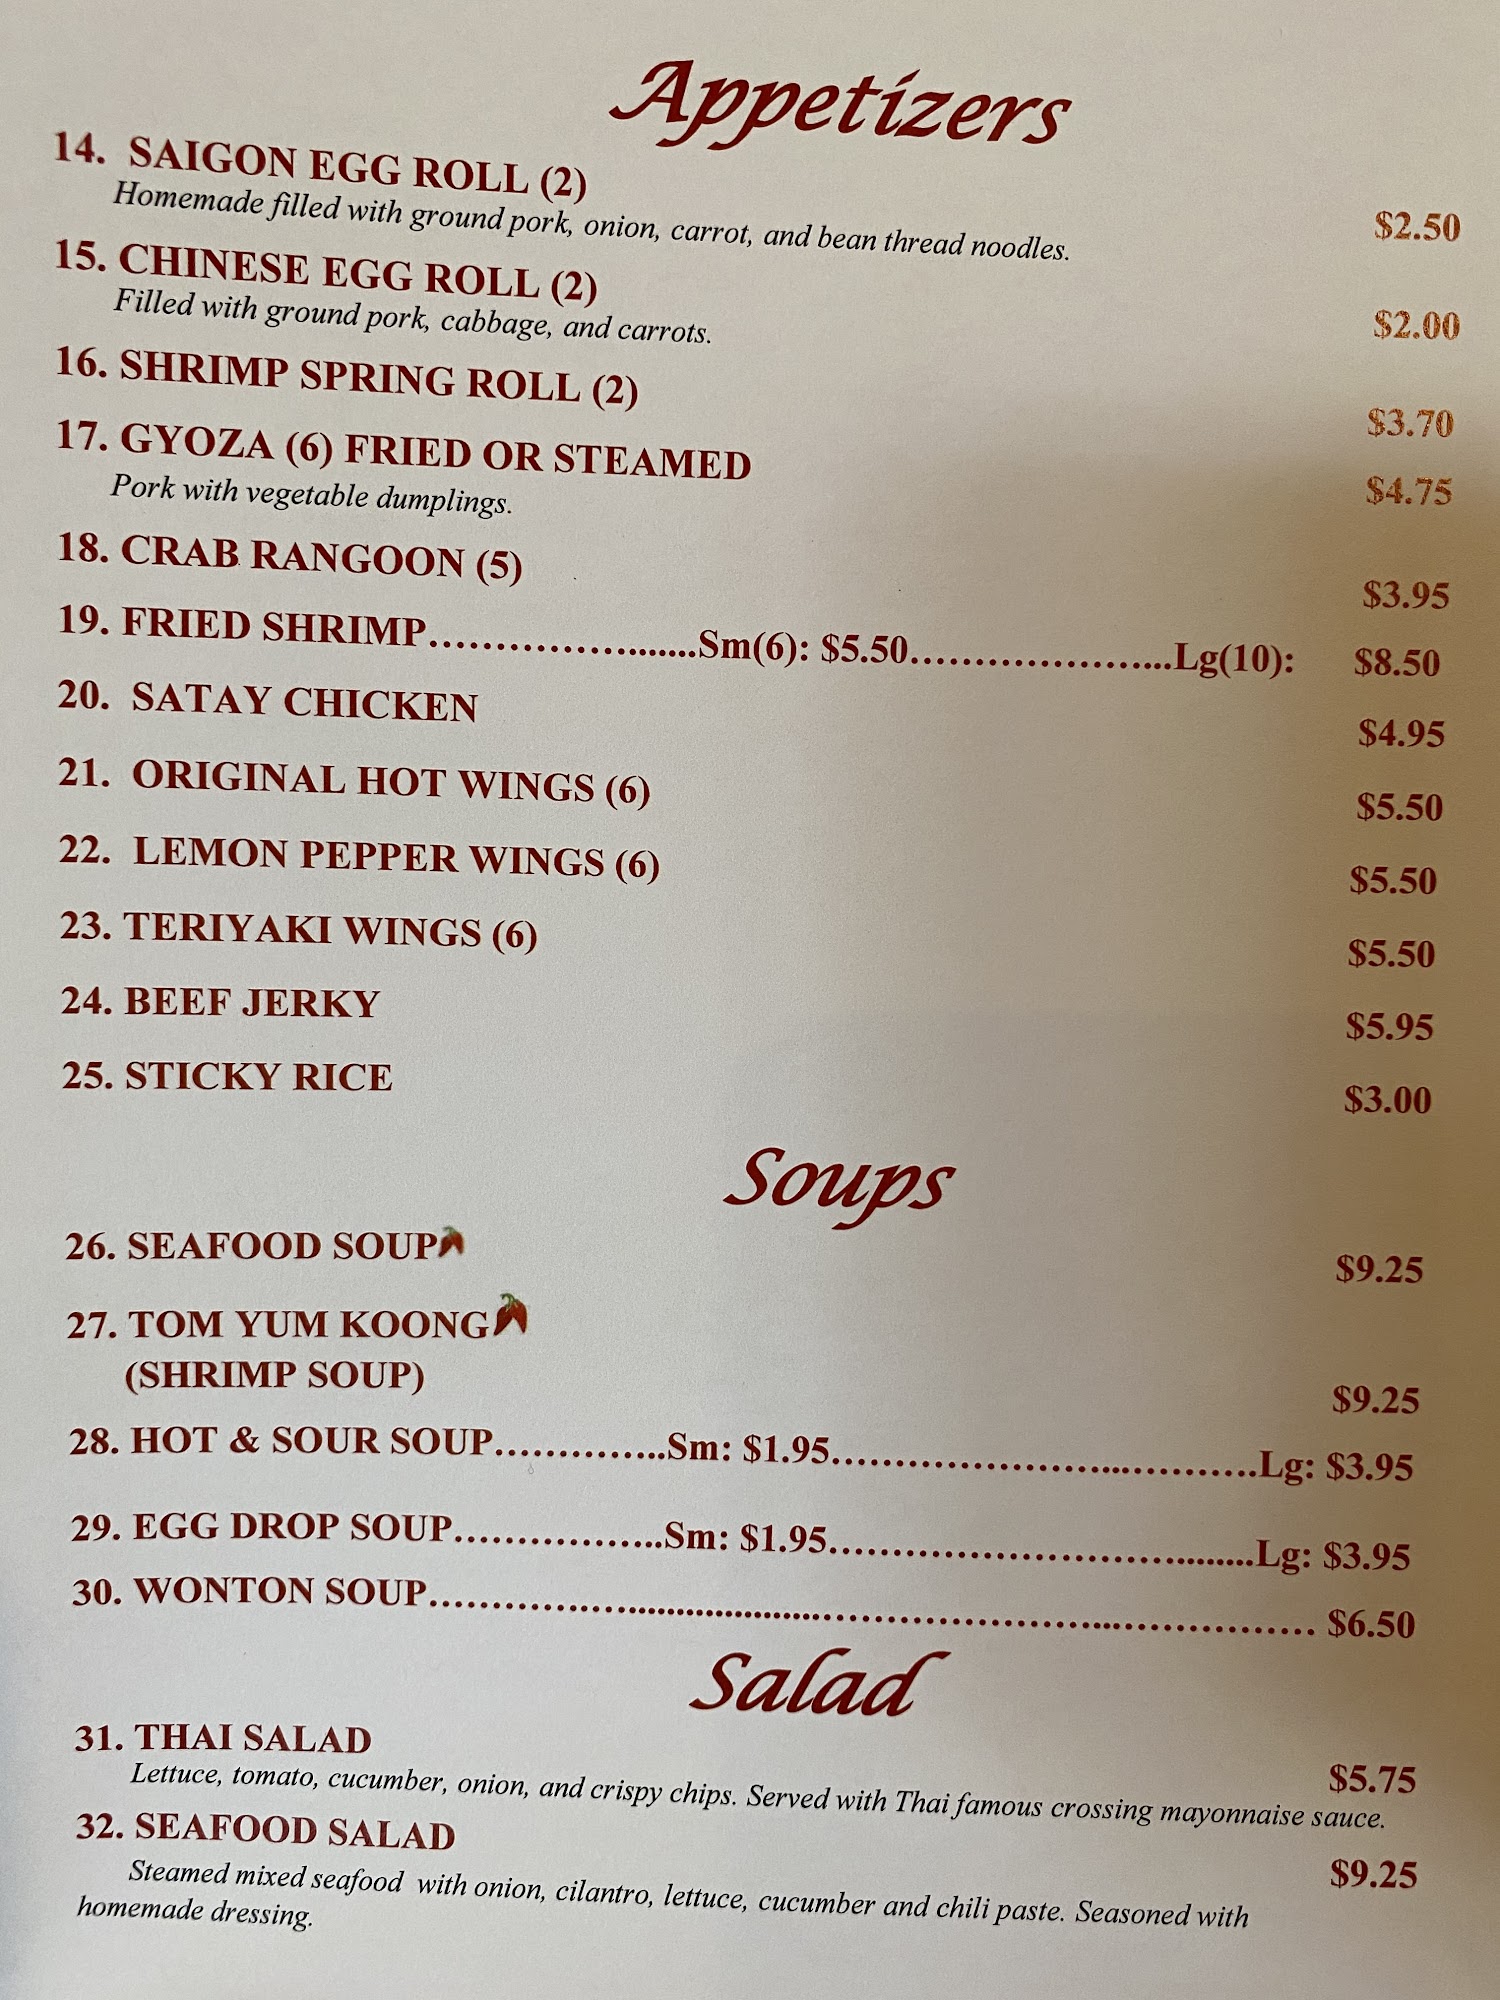 Appetizers
14. SAIGON EGG ROLL (2) $2.50
Homemade filled with ground pork, onion, carrot, and bean thread noodles.
15. CHINESE EGG ROLL (2) $2.00
Filled with ground pork, cabbage, and carrots.
16. SHRIMP SPRING ROLL (2) $3.70
17. GYOZA (6) FRIED OR STEAMED $4.75
Pork with vegetable dumplings.
18. CRAB RANGOON (5) $3.95
19. FRIED SHRIMP......................Sm(6): $5.50......................Lg(10): $8.50
20. SATAY CHICKEN $4.95
21. ORIGINAL HOT WINGS (6) $5.50
22. LEMON PEPPER WINGS (6) $5.50
23. TERIYAKI WINGS (6) $5.50
24. BEEF JERKY $5.95
25. STICKY RICE $3.00
Soups
26. SEAFOOD SOUP $9.25
27. TOM YUM KOONG
(SHRIMP SOUP) $9.25
28. HOT & SOUR SOUP..............Sm: $1.95..................................Lg: $3.95
29. EGG DROP SOUP.................Sm: $1.95..................................Lg: $3.95
30. WONTON SOUP...................................................................... $6.50
Salad
31. THAI SALAD $5.75
Lettuce, tomato, cucumber, onion, and crispy chips. Served with Thai famous crossing mayonnaise sauce.
32. SEAFOOD SALAD $9.25
Steamed mixed seafood with onion, cilantro, lettuce, cucumber and chili paste. Seasoned with
homemade dressing.